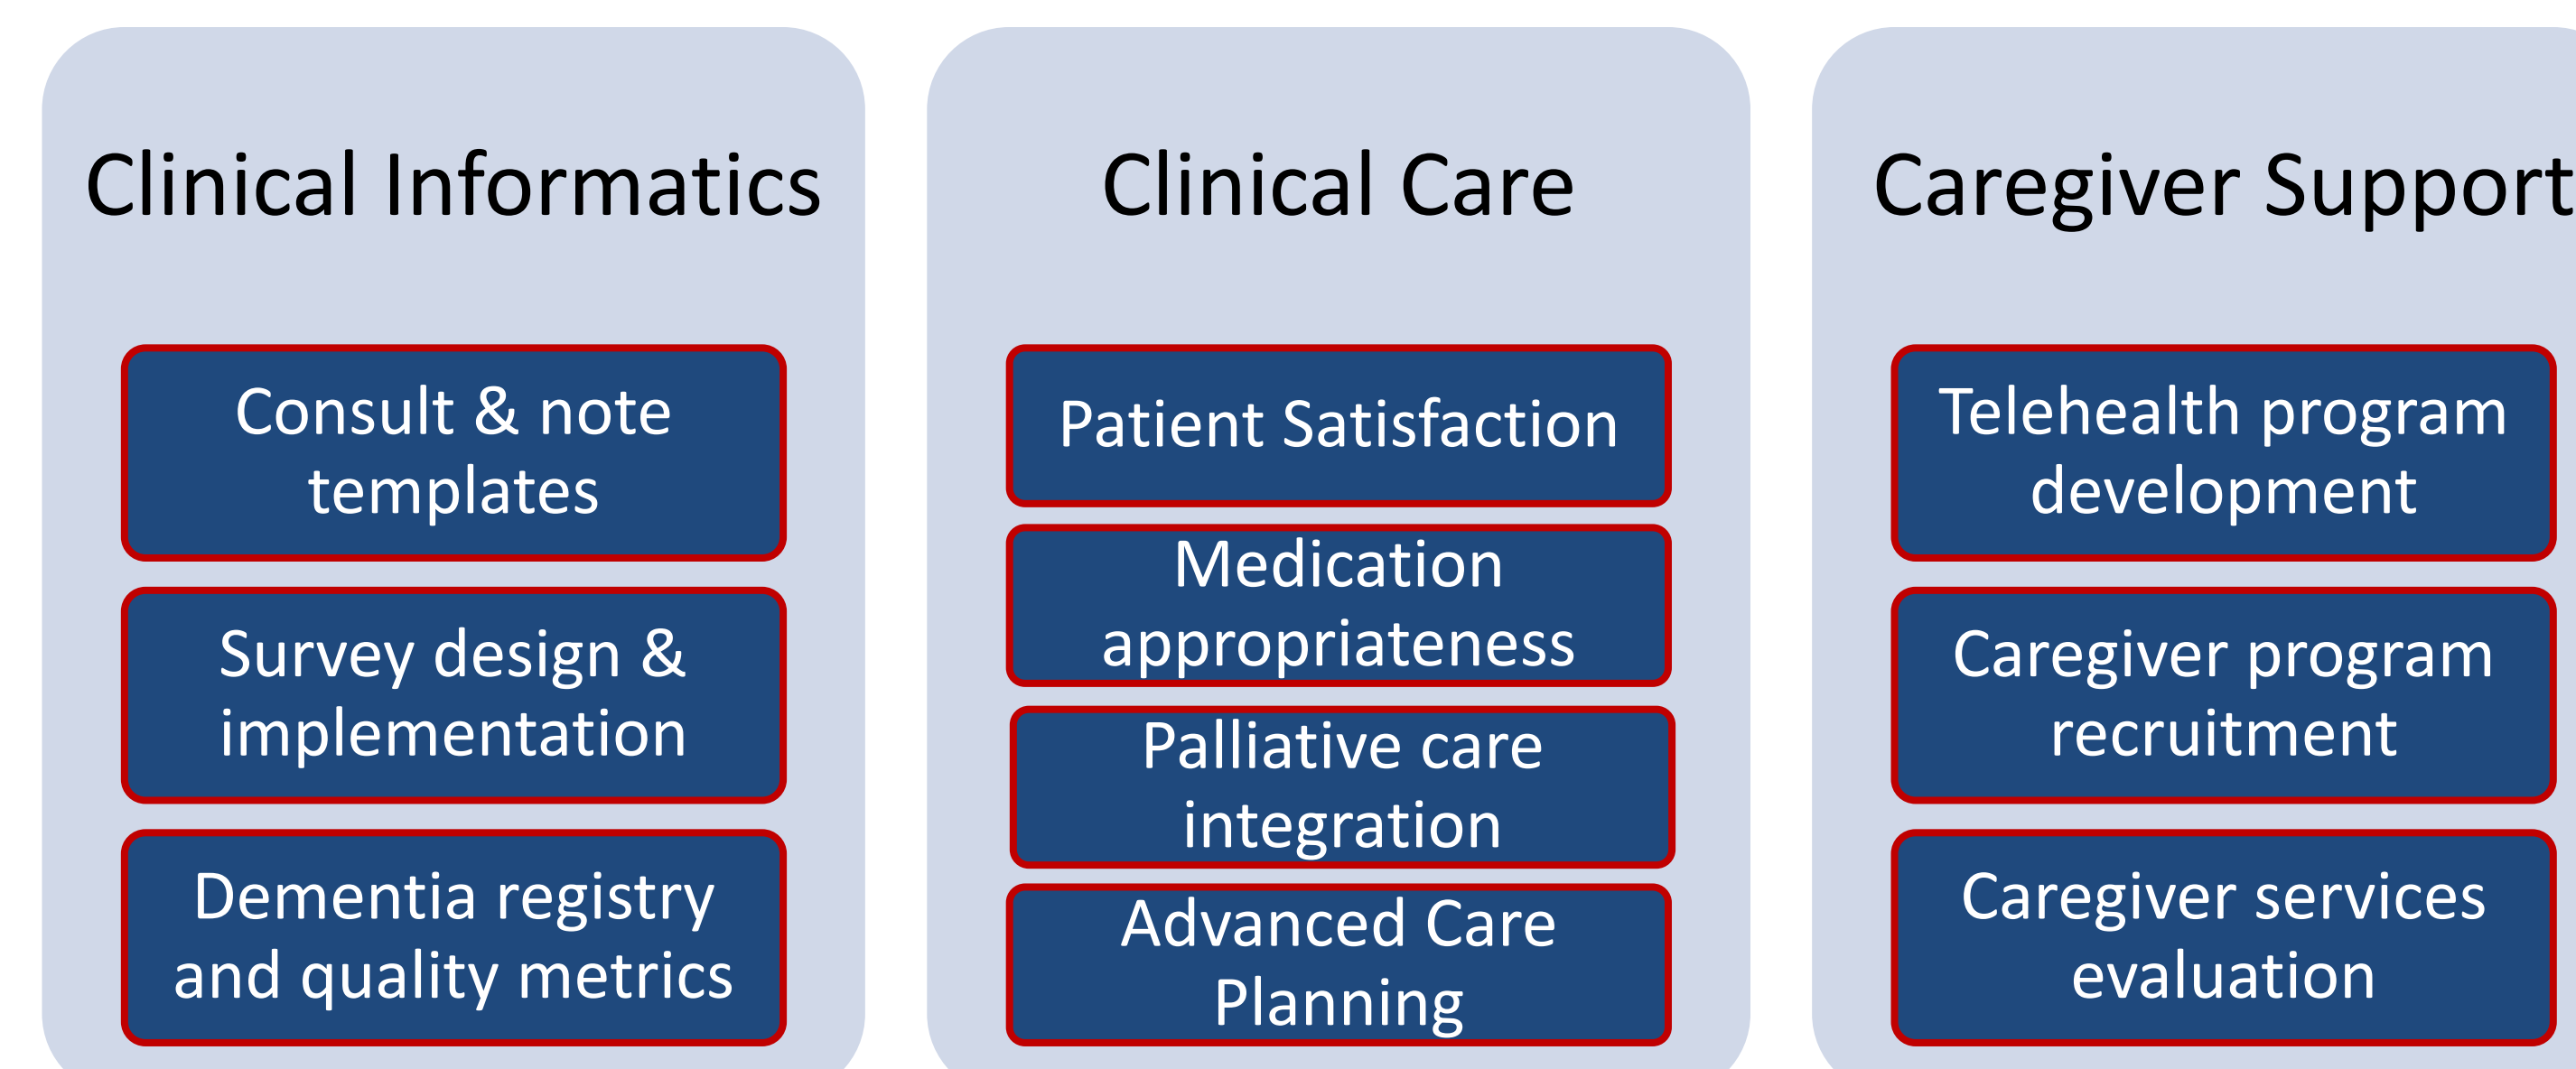 Clinical Informatics
Consult & note
templates
Survey design &
implementation
Dementia registry
and quality metrics
Clinical Care
Patient Satisfaction
Medication
appropriateness
Palliative care
integration
Advanced Care
Planning
Caregiver Support
Telehealth program
development
Caregiver program
recruitment
Caregiver services
evaluation